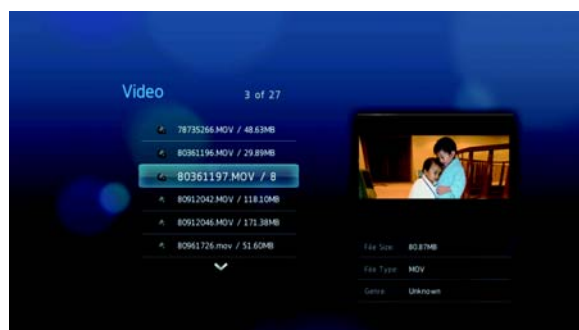 Video
3 of 27
78735266.MOV / 48.63MB
80361196.MOV / 29.89MB
80361197.MOV / 8
80912042.MOV / 118.10MB
80912046.MOV / 171.38MB
80961726.mov / 51.60MB
File Size: 80.87MB
File Type: MOV
Genre: Unknown